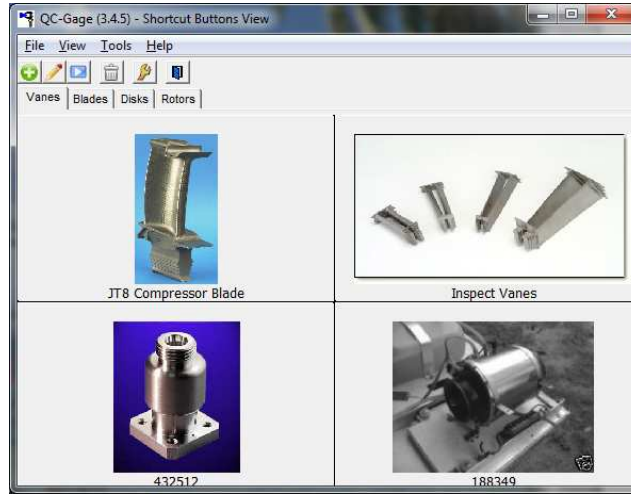 QC-Gage (3.4.5) - Shortcut Buttons View
File View Tools Help
Vanes Blades Disks Rotors
JT8 Compressor Blade
Inspect Vanes
432512
188349